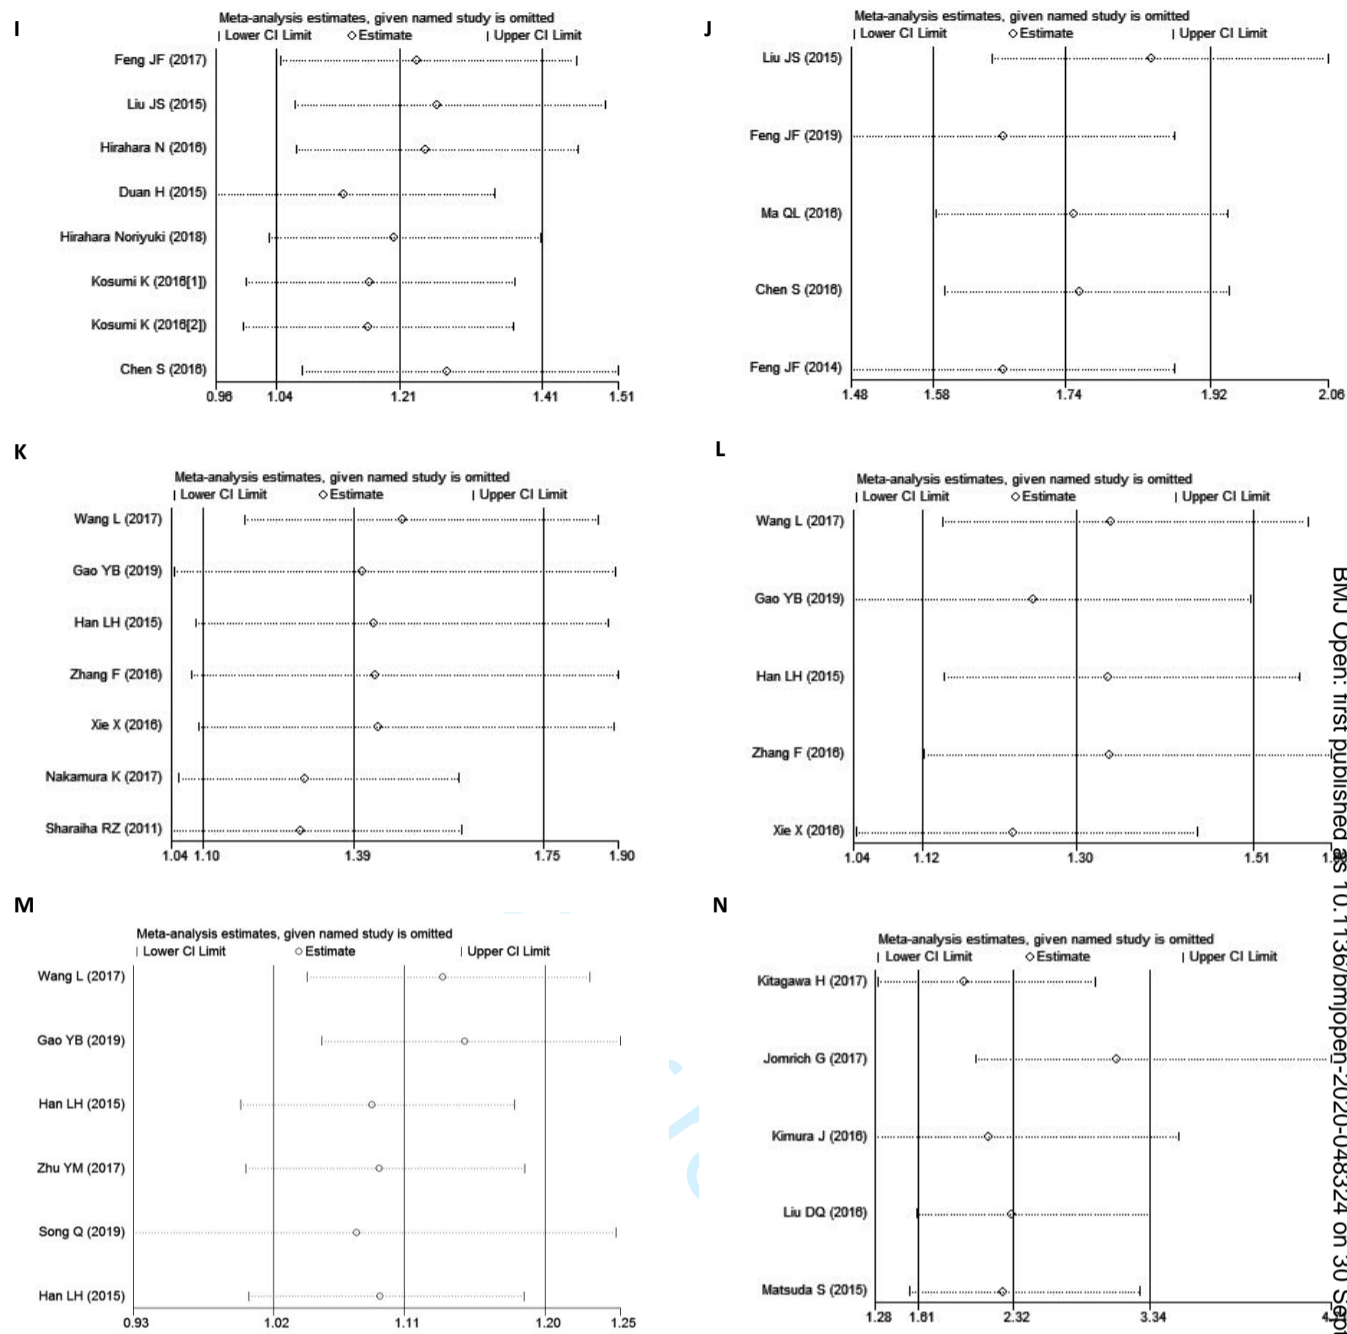 I
Meta-analysis estimates, given named study is omitted
Lower CI Limit Estimate Upper CI Limit
Feng JF (2017)
Liu JS (2015)
Hirahara N (2016)
Duan H (2015)
Hirahara Noriyuki (2018)
Kosumi K (2016[1])
Kosumi K (2016[2])
Chen S (2016)
0.96 1.04 1.21 1.41 1.51
J
Meta-analysis estimates, given named study is omitted
Lower CI Limit Estimate Upper CI Limit
Liu JS (2015)
Feng JF (2019)
Ma QL (2016)
Chen S (2016)
Feng JF (2014)
1.48 1.58 1.74 1.92 2.06
K
Meta-analysis estimates, given named study is omitted
Lower CI Limit Estimate Upper CI Limit
Wang L (2017)
Gao YB (2019)
Han LH (2015)
Zhang F (2016)
Xie X (2016)
Nakamura K (2017)
Sharaiha RZ (2011)
1.04 1.10 1.39 1.75 1.90
L
Meta-analysis estimates, given named study is omitted
Lower CI Limit Estimate Upper CI Limit
Wang L (2017)
Gao YB (2019)
Han LH (2015)
Zhang F (2016)
Xie X (2016)
1.04 1.12 1.30 1.51
M
Meta-analysis estimates, given named study is omitted
Lower CI Limit Estimate Upper CI Limit
Wang L (2017)
Gao YB (2019)
Han LH (2015)
Zhu YM (2017)
Song Q (2019)
Han LH (2015)
0.93 1.02 1.11 1.20 1.25
N
Meta-analysis estimates, given named study is omitted
Lower CI Limit Estimate Upper CI Limit
Kitagawa H (2017)
Jomrich G (2017)
Kimura J (2016)
Liu DQ (2016)
Matsuda S (2015)
1.28 1.61 2.32 3.34
BMJ Open: first published as 10.1136/bmjopen-2020-048324 on 30 Sept